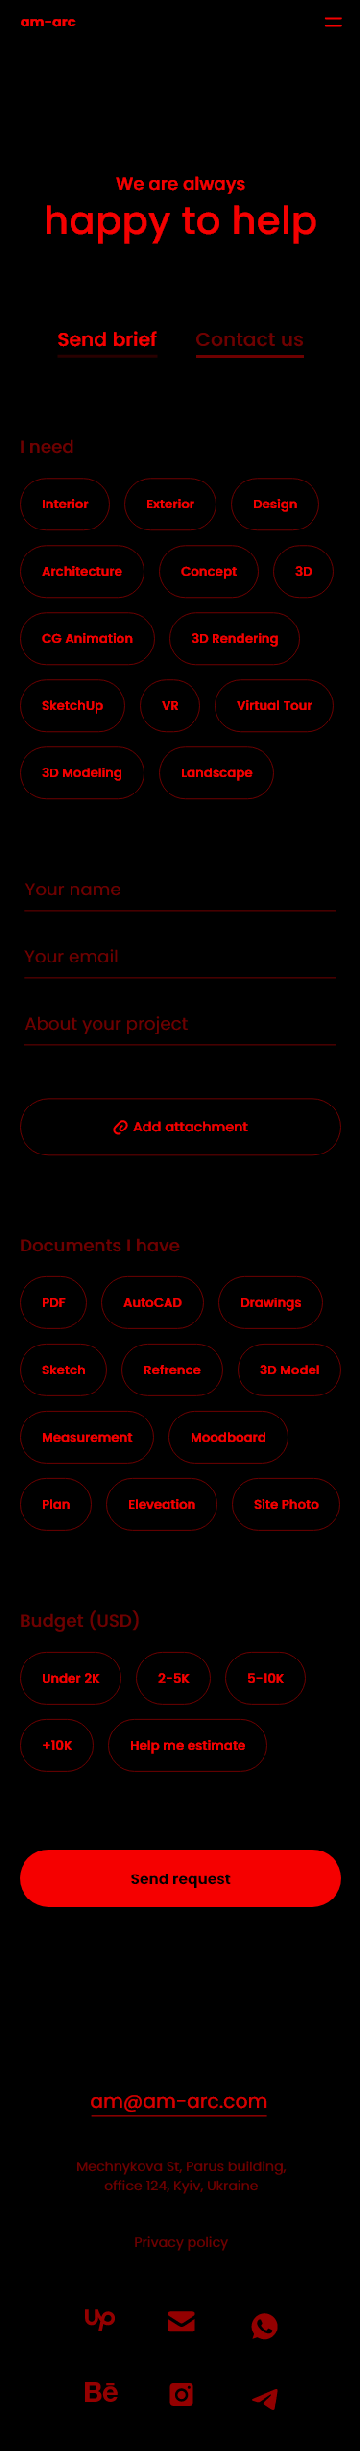 am-arc
We are always
happy to help
Send brief Contact us
I need
Interior Exterior Design
Architecture Concept 3D
CG Animation 3D Rendering
SketchUp VR Virtual Tour
3D Modeling Landscape
Your name
Your email
About your project
Add attachment
Documents I have
PDF AutoCAD Drawings
Sketch Refrence 3D Model
Measurement Moodboard
Plan Eleveation Site Photo
Budget (USD)
Under 2K 2-5K 5-10K
+10K Help me estimate
Send request
am@am-arc.com
Mechnykova St, Parus building,
office 124, Kyiv, Ukraine
Privacy policy
Up
Bē